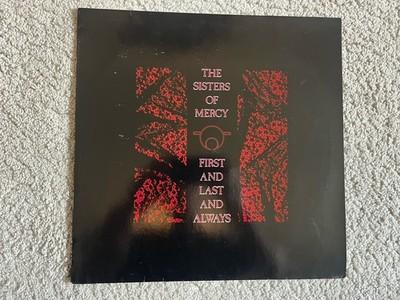 THE
SISTERS
OF
MERCY
FIRST
AND
LAST AND
ALWAYS